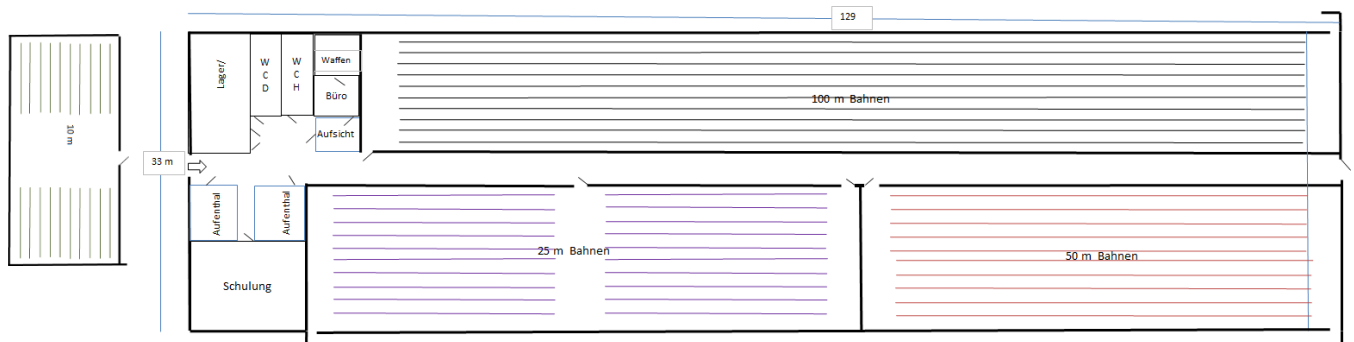 129
Lager/
W
C
D
W
C
H
Waffen
Büro
Aufsicht
100 m Bahnen
10 m
33 m
Aufenthal
Aufenthal
25 m Bahnen
50 m Bahnen
Schulung